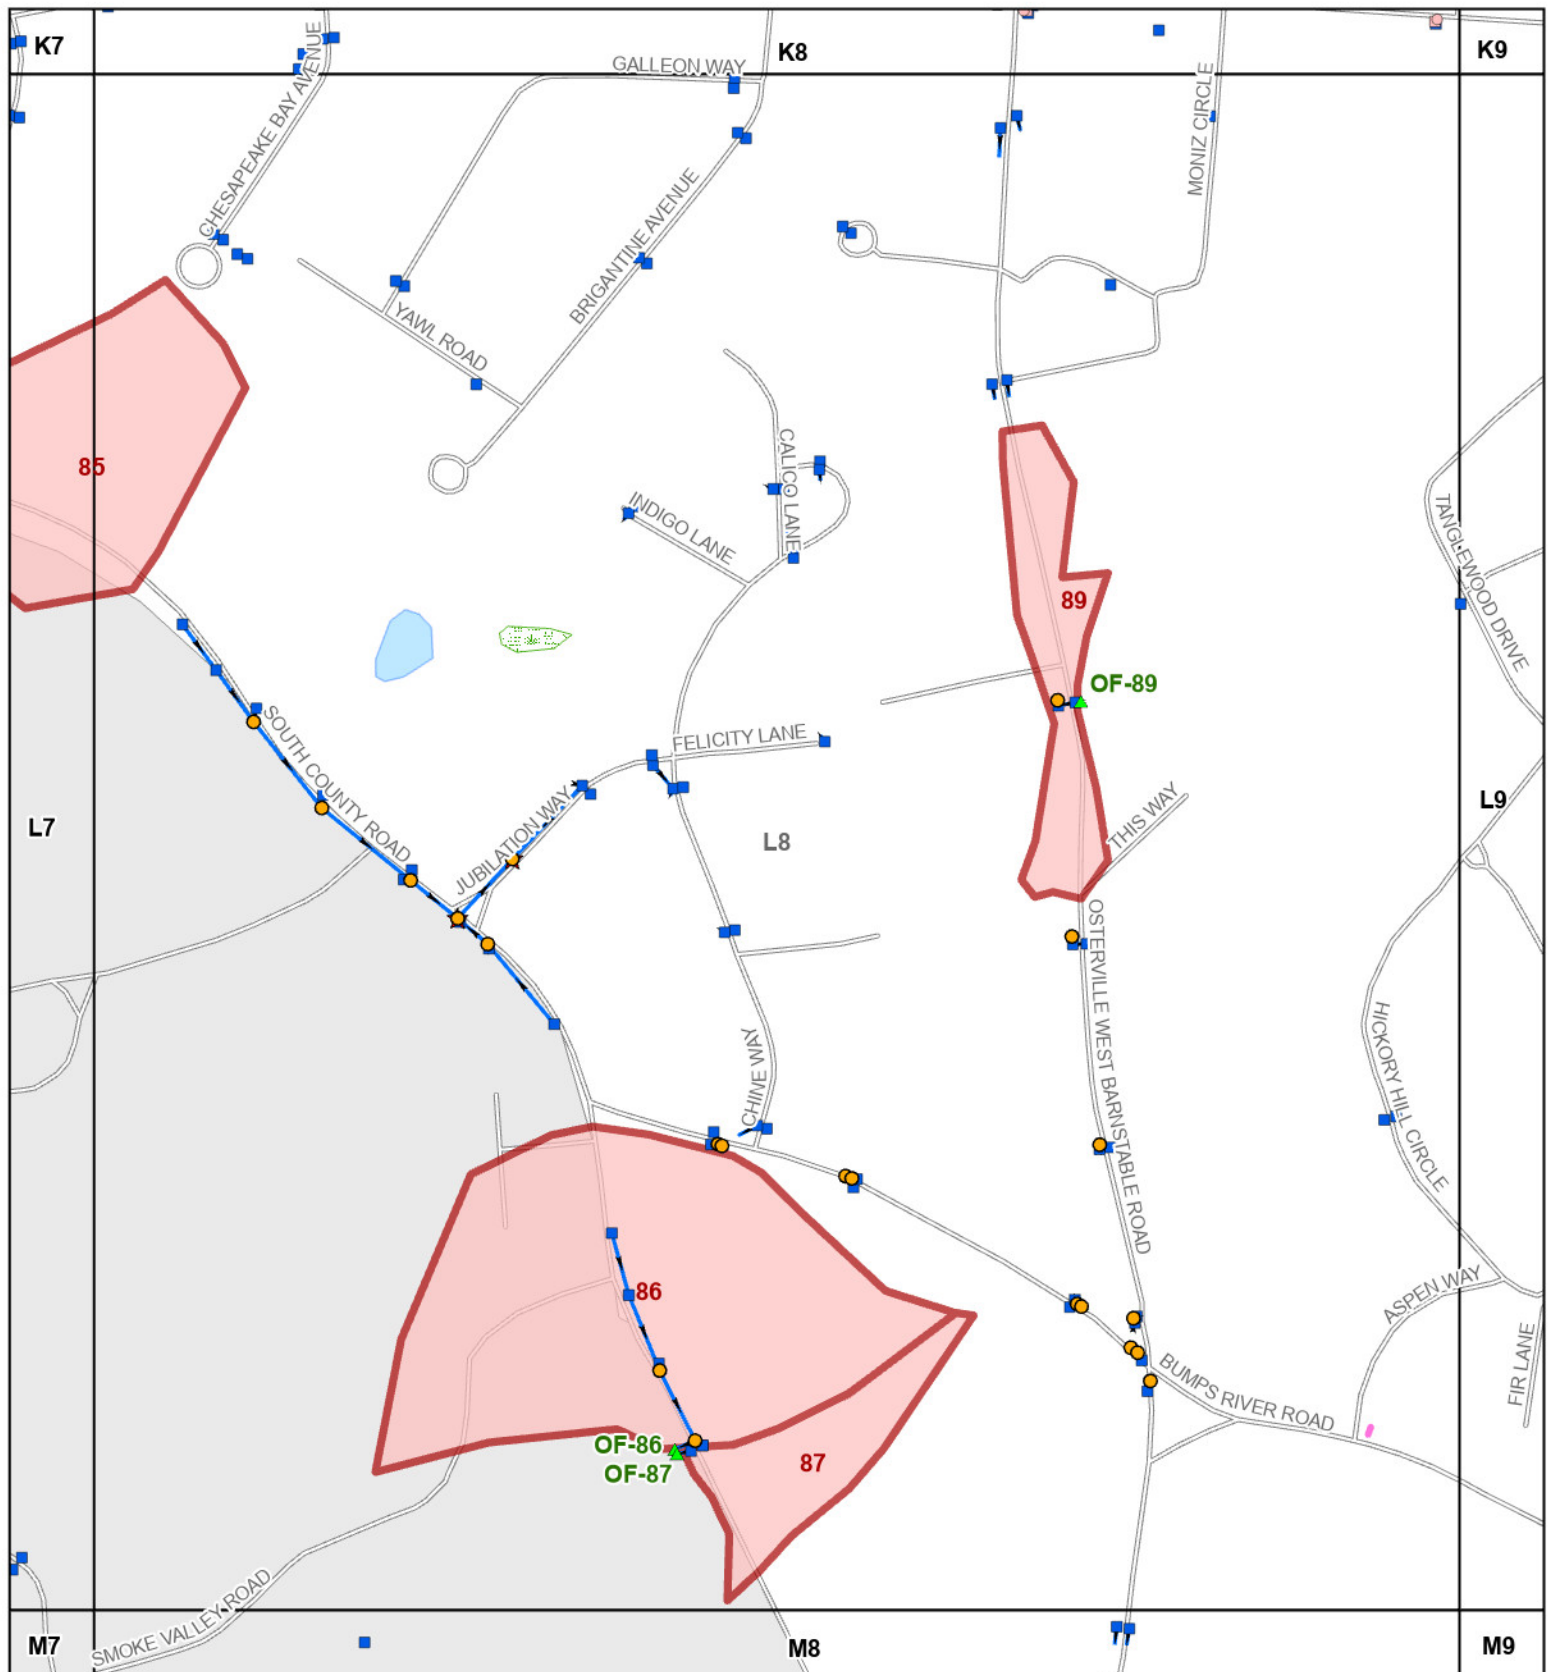 K7
K8
K9
CHESAPEAKE BAY AVENUE
GALLEON WAY
MONIZ CIRCLE
BRIGANTINE AVENUE
YAWL ROAD
85
CALICO LANE
INDIGO LANE
TANGLEWOOD DRIVE
89
OF-89
SOUTH COUNTY ROAD
FELICITY LANE
JUBILATION WAY
THIS WAY
L7
L8
L9
OSTERVILLE WEST BARNSTABLE ROAD
CHINE WAY
HICKORY HILL CIRCLE
86
ASPEN WAY
FIR LANE
BUMPS RIVER ROAD
OF-86
OF-87
87
SMOKE VALLEY ROAD
M7
M8
M9